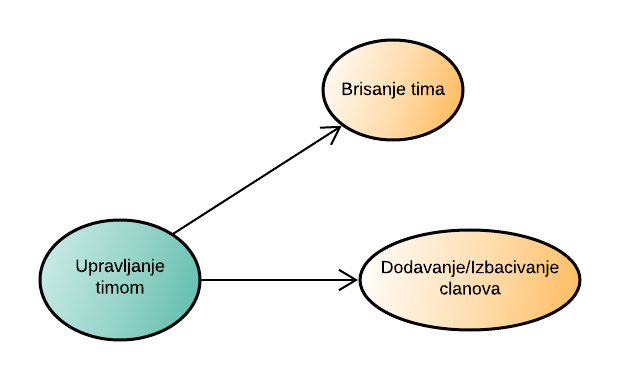 Brisanje tima
Upravljanje
timom
Dodavanje/Izbacivanje
clanova